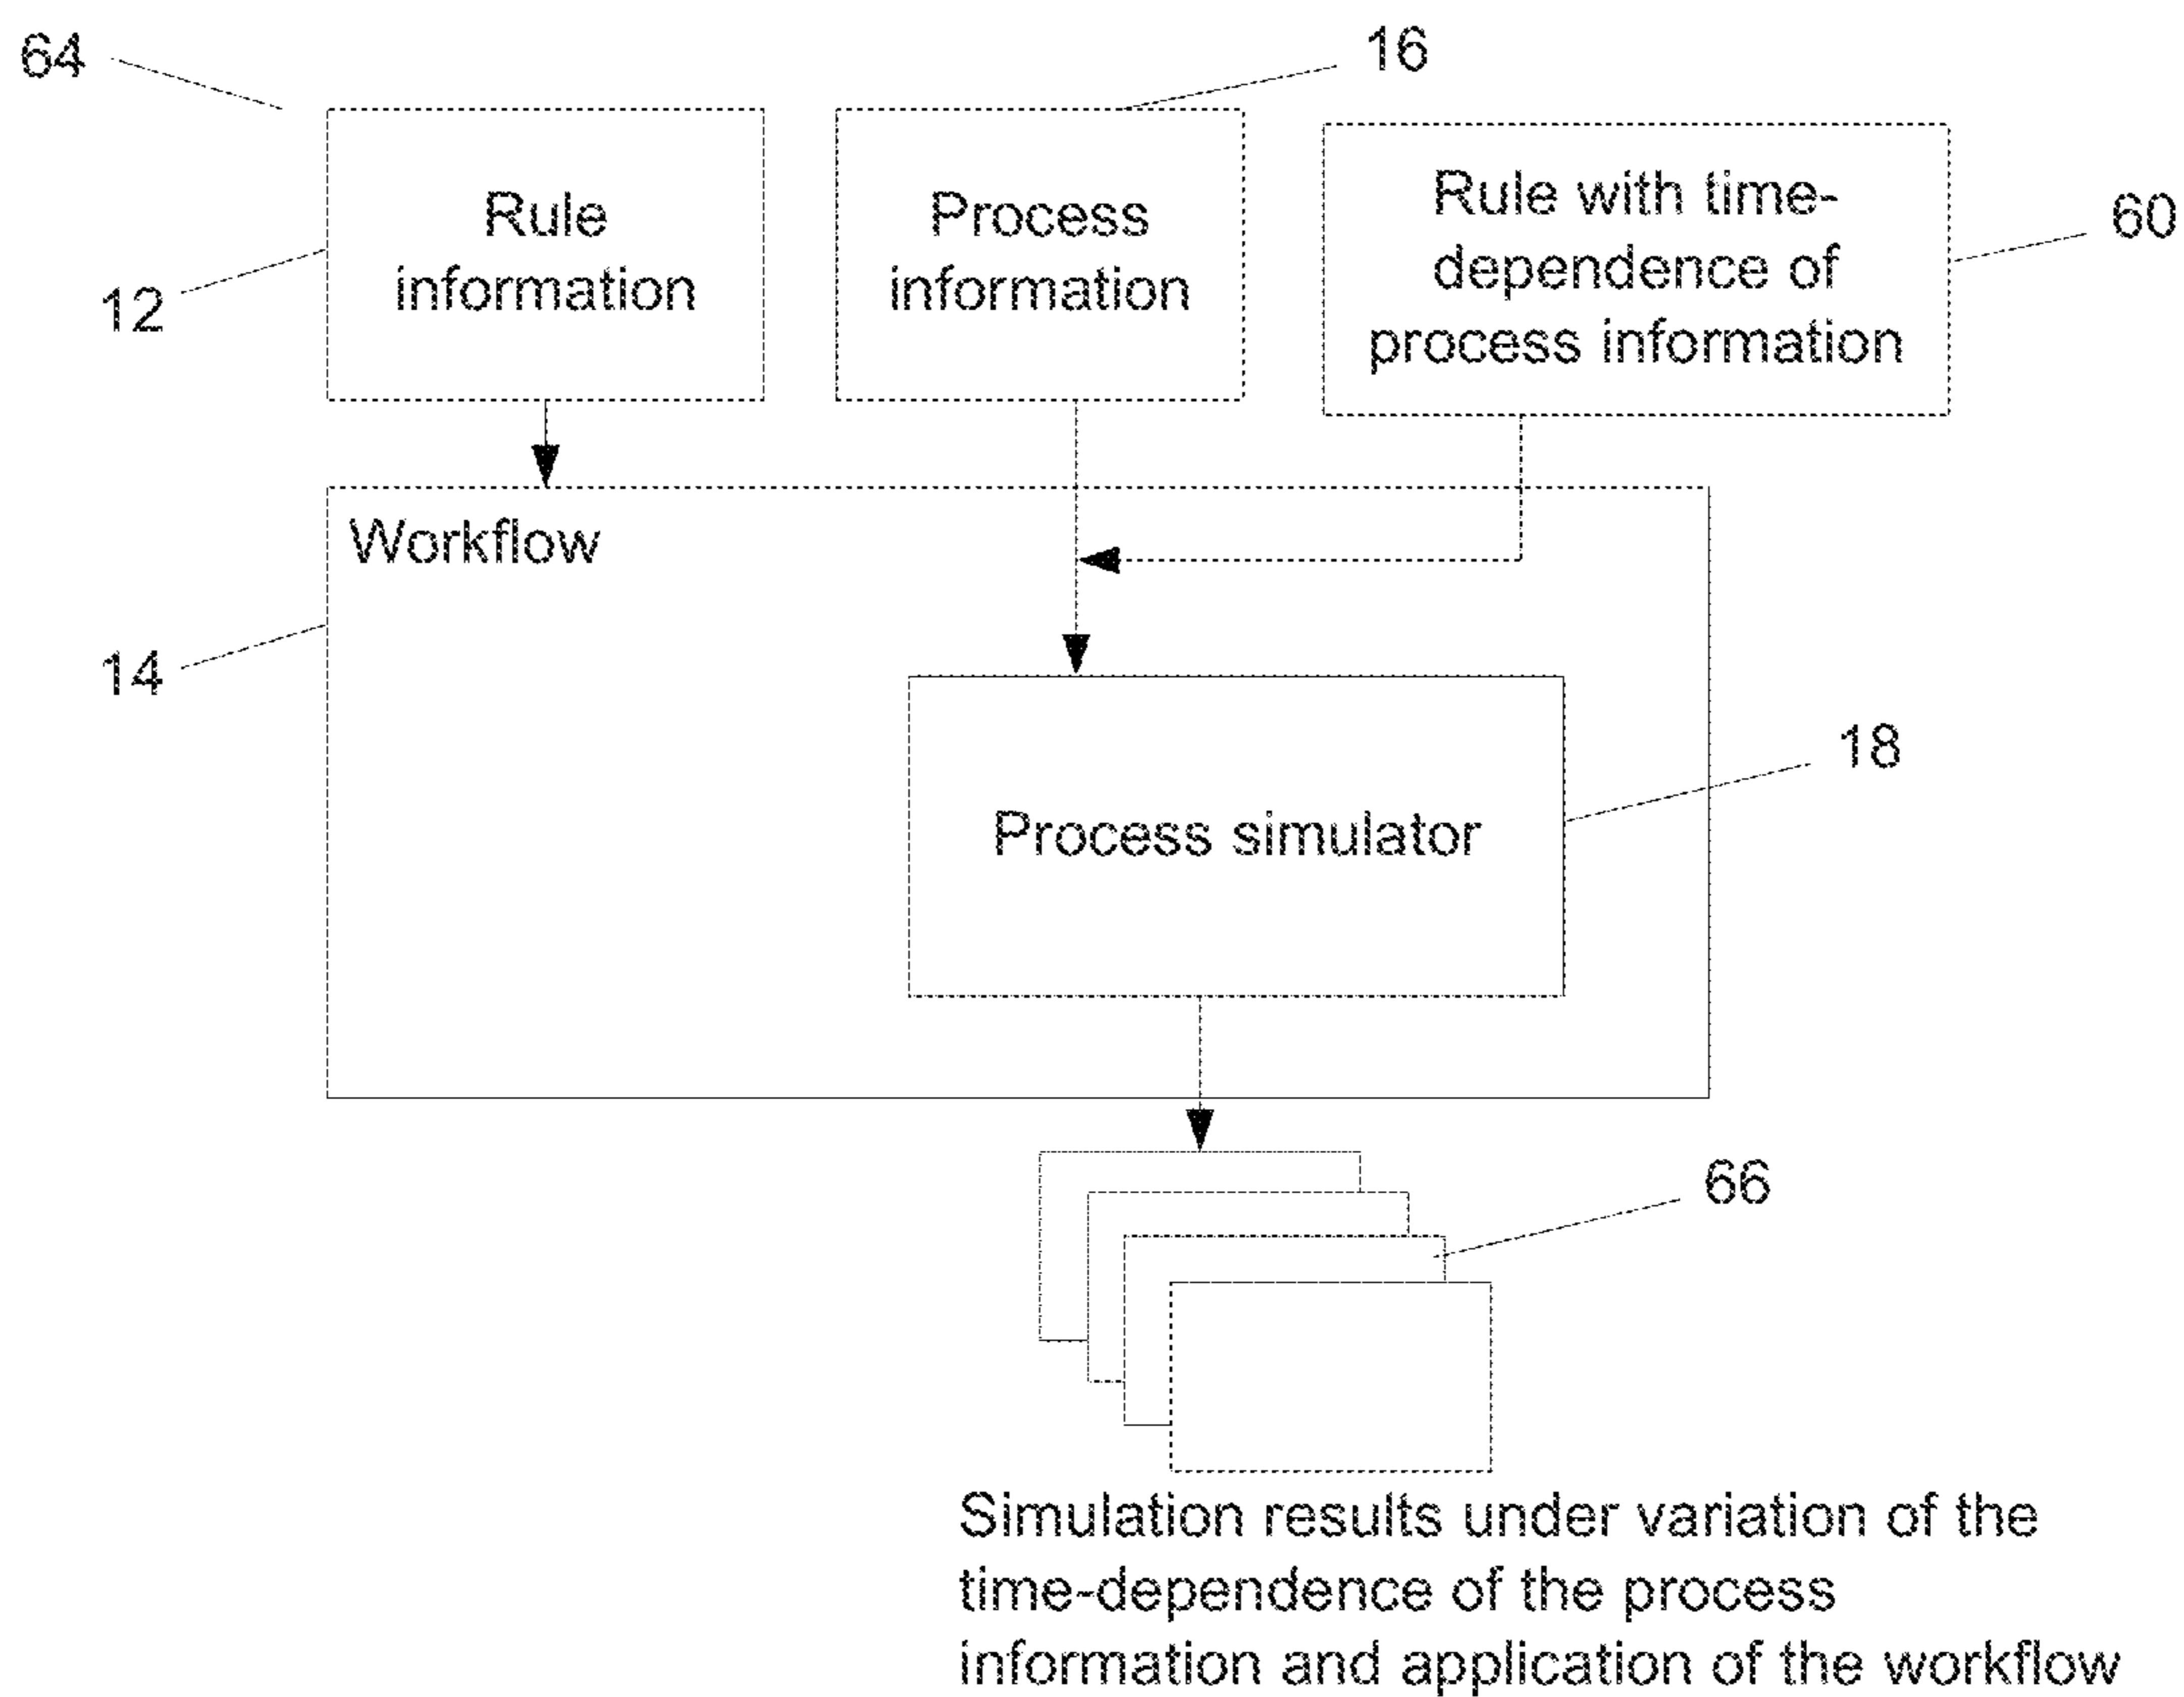 64
16
Rule
information
Process
information
Rule with time-
dependence of
process information
60
12
Workflow
14
18
Process simulator
66
Simulation results under variation of the
time-dependence of the process
information and application of the workflow